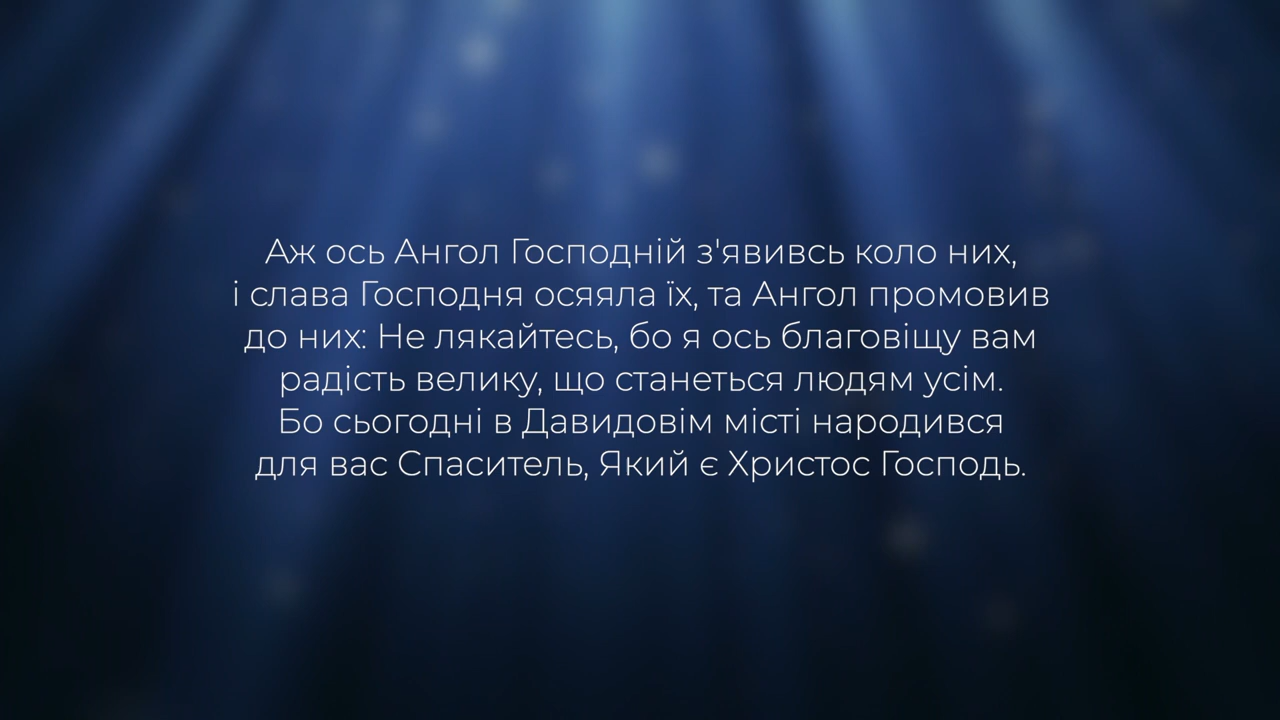 Аж ось Ангол Господній з'явивсь коло них,
і слава Господня осяяла їх, та Ангол промовив
до них: Не лякайтесь, бо я ось благовіщу вам
радість велику, що станеться людям усім.
Бо сьогодні в Давидовім місті народився
для вас Спаситель, Який є Христос Господь.